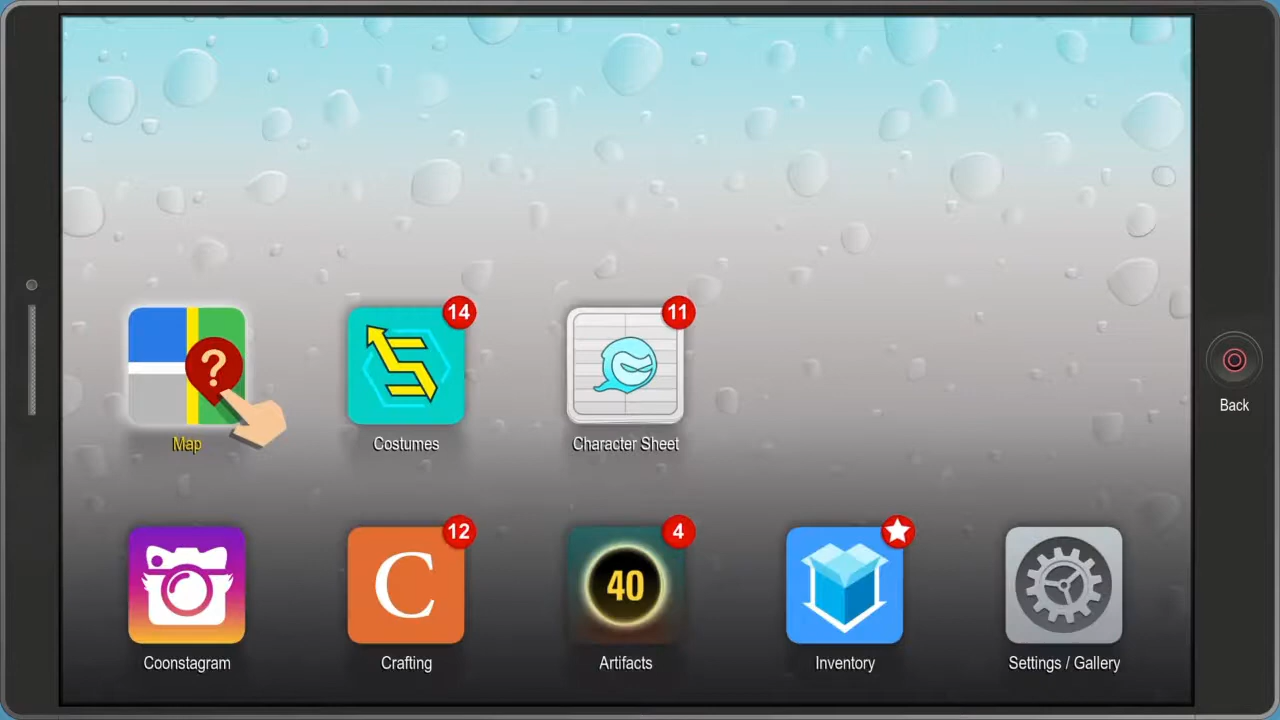 ?
14
11
Map
Costumes
Character Sheet
Back
12
4
C
40
Coonstagram
Crafting
Artifacts
Inventory
Settings / Gallery